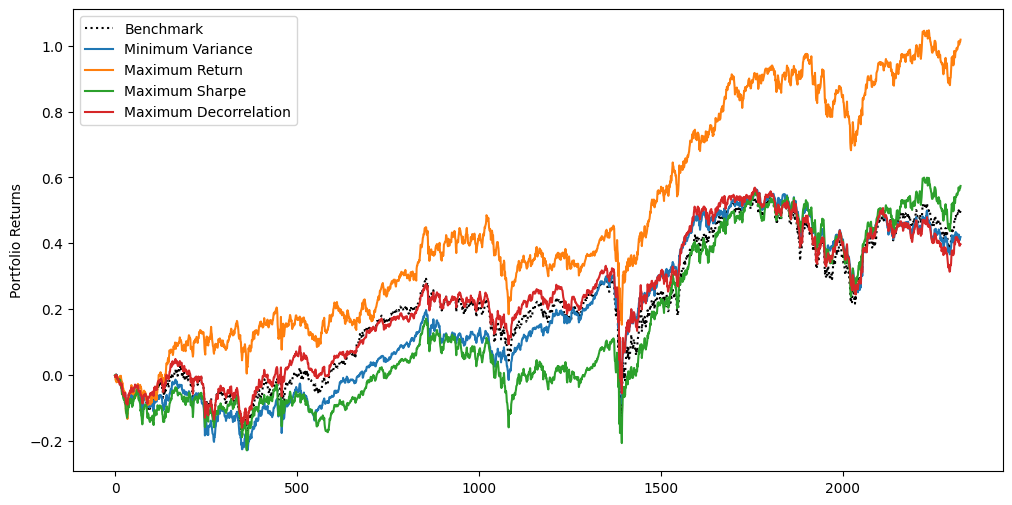 Benchmark
Minimum Variance
Maximum Return
Maximum Sharpe
Maximum Decorrelation
Portfolio Returns
1.0
0.8
0.6
0.4
0.2
0.0
−0.2
0 500 1000 1500 2000